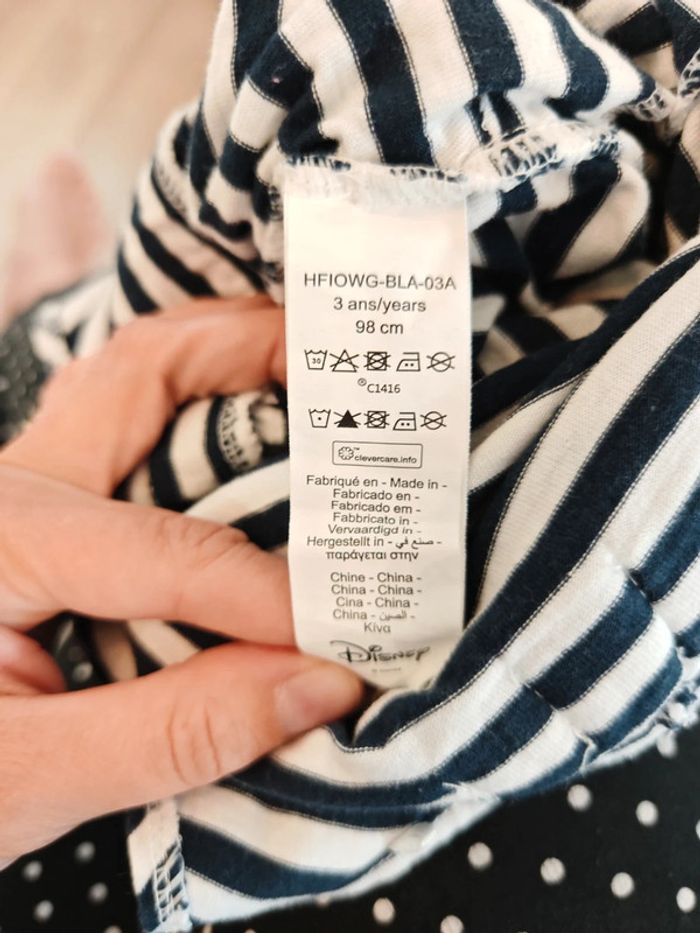 HFIOWG-BLA-03A
3 ans/years
98 cm
30
®C1416
™
clevercare.info
Fabriqué en - Made in -
Fabricado en -
Fabricado em -
Fabbricato in -
Vervaardigd in -
Hergestellt in - صنع في -
παράγεται στην
Chine - China -
China - China -
Cina - China -
China - الصين -
Κίνα
Disney